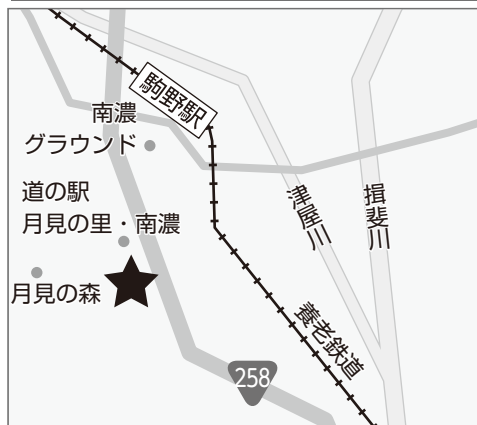 駒野駅
南濃
グラウンド
道の駅
月見の里・南濃
月見の森
津屋川
揖斐川
養老鉄道
258